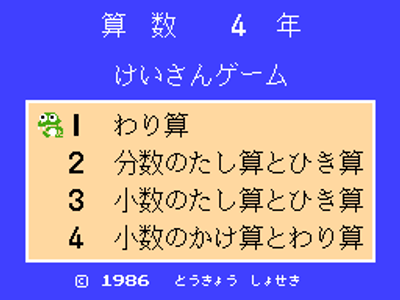 算数 4年
けいさんゲーム
1 わり算
2 分数のたし算とひき算
3 小数のたし算とひき算
4 小数のかけ算とわり算
© 1986 とうきょう しょせき